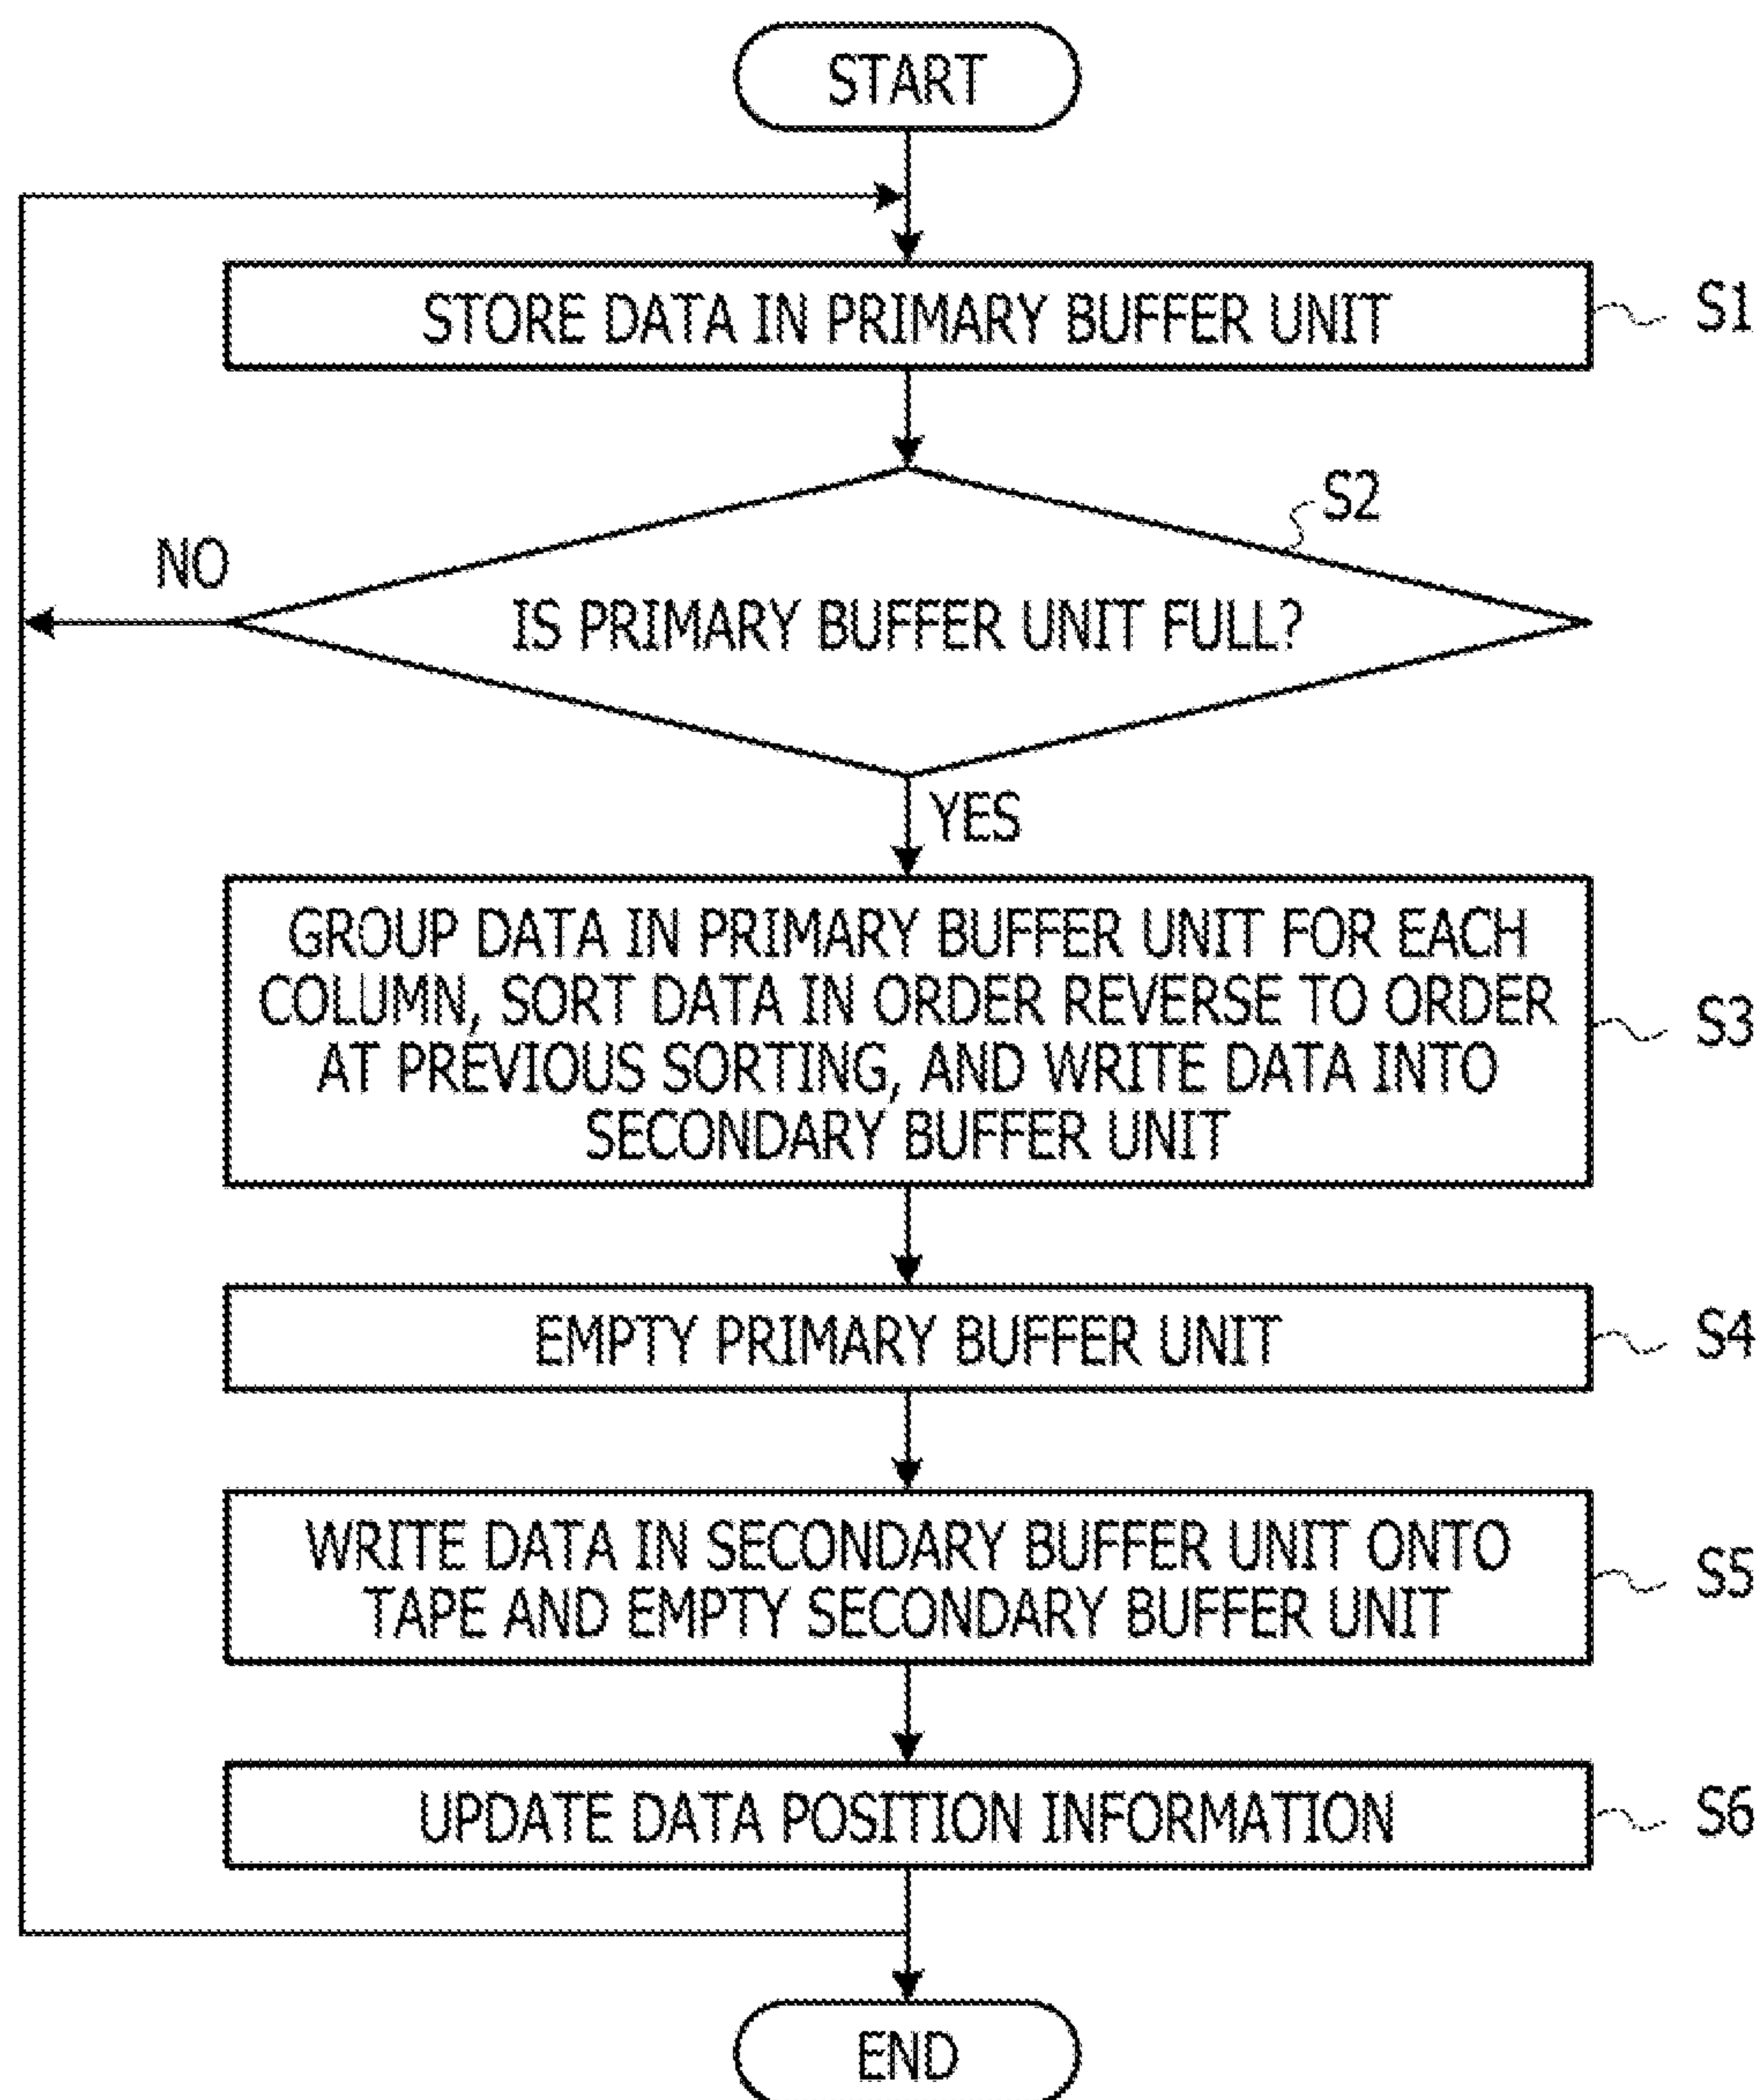 START
STORE DATA IN PRIMARY BUFFER UNIT
S1
S2
NO
IS PRIMARY BUFFER UNIT FULL?
YES
GROUP DATA IN PRIMARY BUFFER UNIT FOR EACH
COLUMN, SORT DATA IN ORDER REVERSE TO ORDER
AT PREVIOUS SORTING, AND WRITE DATA INTO
SECONDARY BUFFER UNIT
S3
EMPTY PRIMARY BUFFER UNIT
S4
WRITE DATA IN SECONDARY BUFFER UNIT ONTO
TAPE AND EMPTY SECONDARY BUFFER UNIT
S5
UPDATE DATA POSITION INFORMATION
S6
END